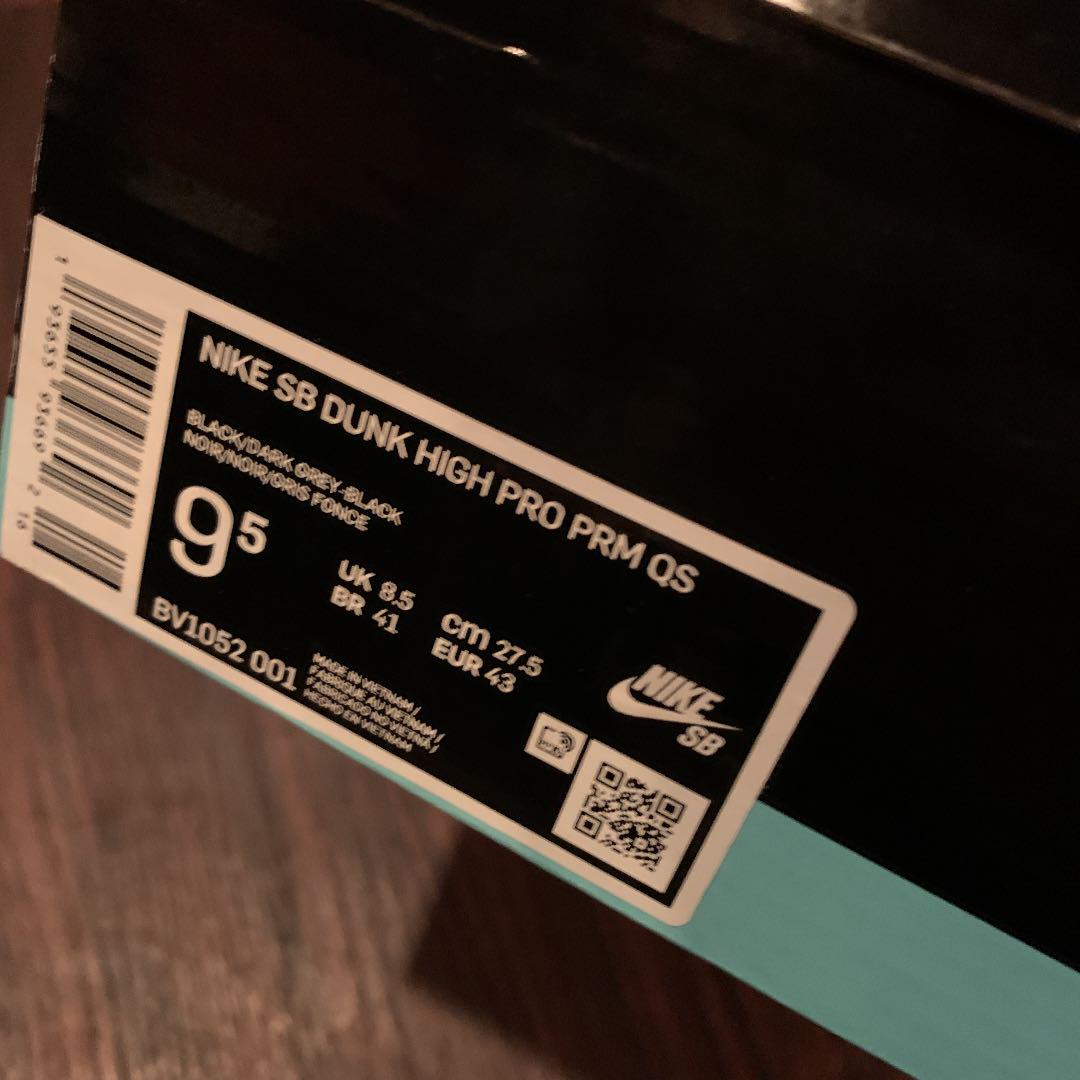 NIKE SB DUNK HIGH PRO PRM QS
BLACK/DARK GREY-BLACK
NOIR/NOIR/GRIS FONCE
9 5
UK 8.5
BR 41
cm 27.5
EUR 43
BV1052 001
MADE IN VIETNAM /
FABRIQUE AU VIETNAM /
FABRICADO NO VIETNÃ /
HECHO EN VIETNAM
NIKE
SB